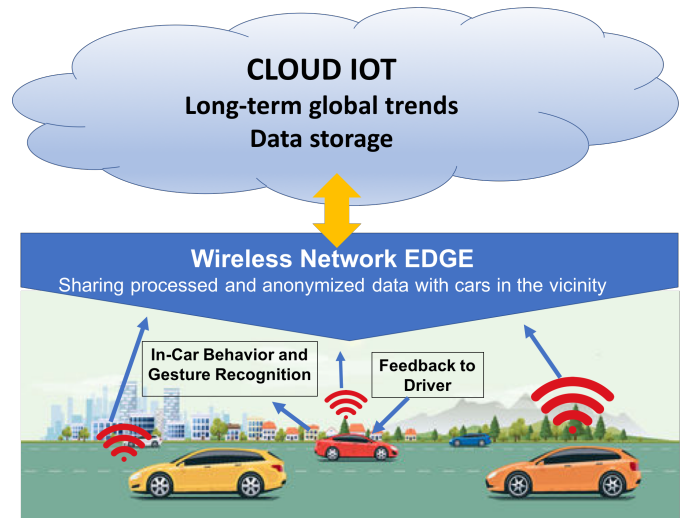 CLOUD IOT
Long-term global trends
Data storage
Wireless Network EDGE
Sharing processed and anonymized data with cars in the vicinity
In-Car Behavior and
Gesture Recognition
Feedback to
Driver